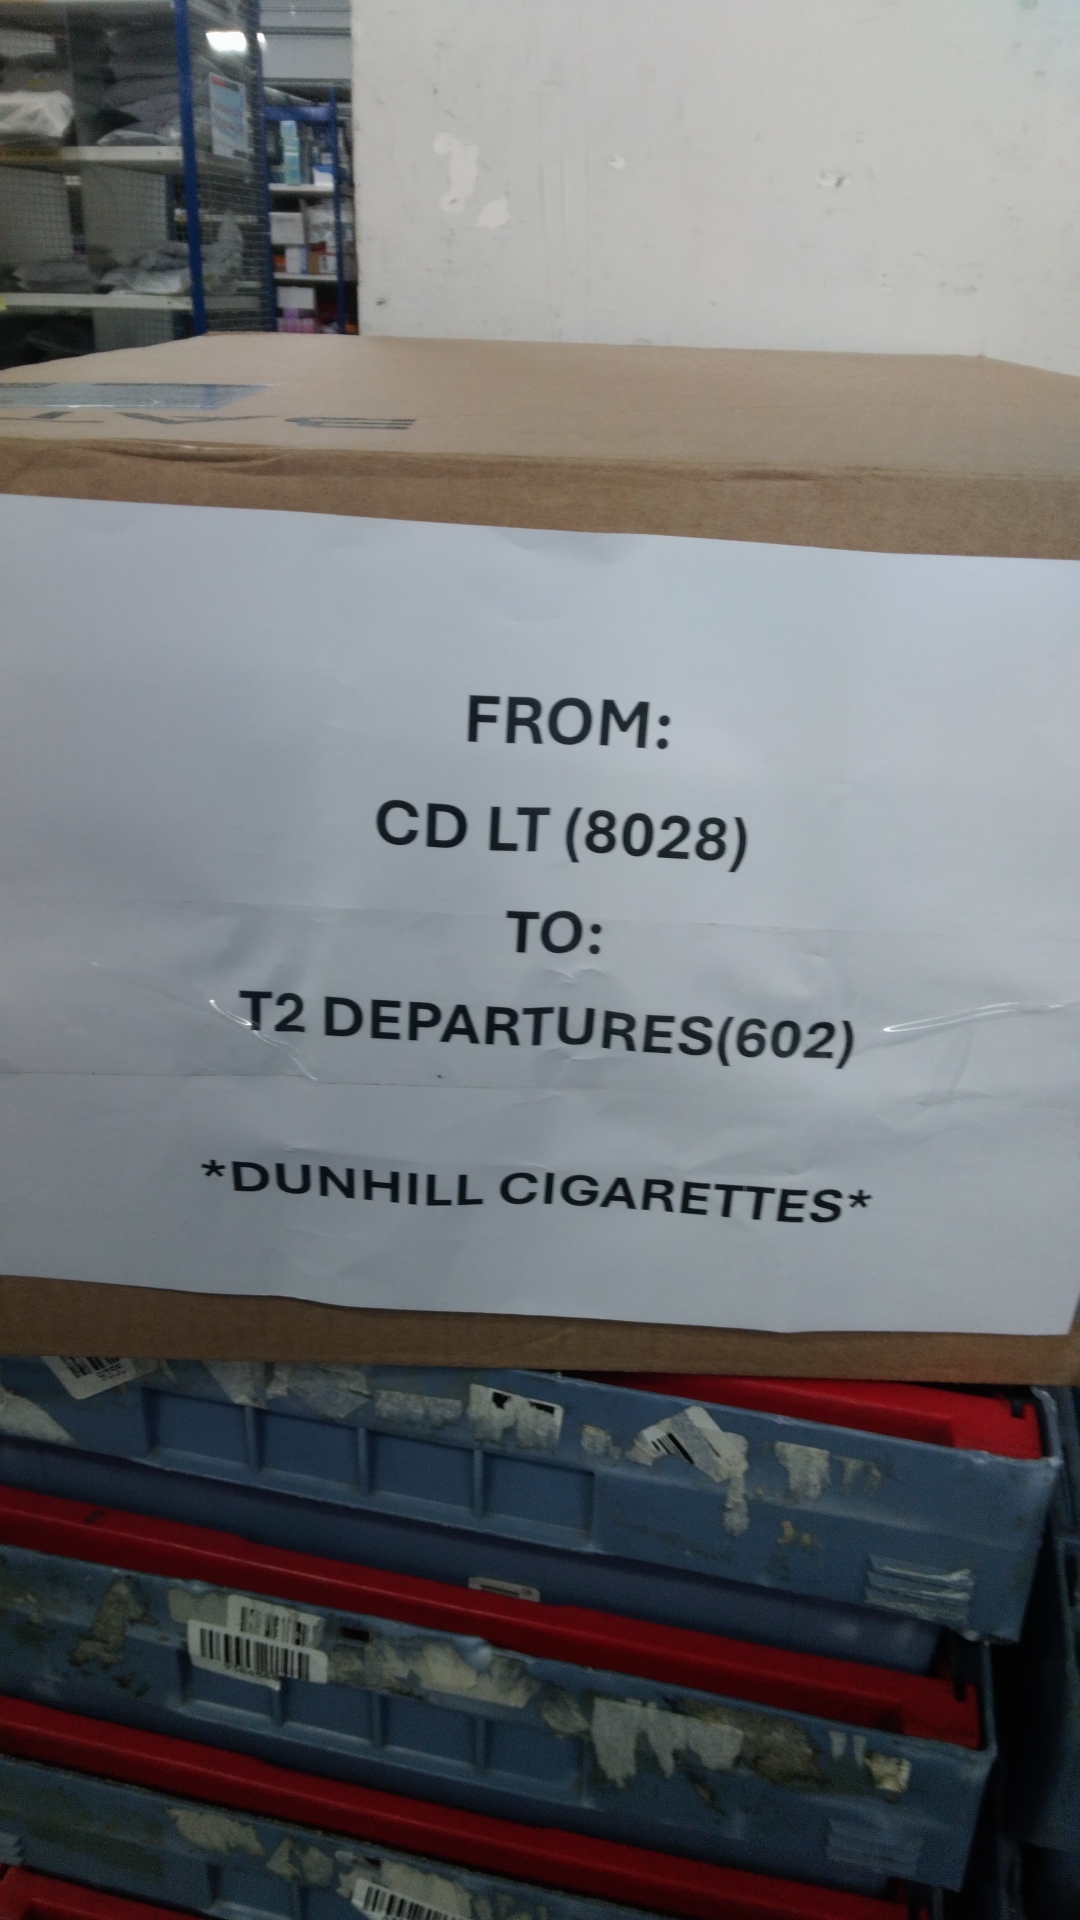 FROM:
CD LT (8028)
TO:
T2 DEPARTURES(602)
*DUNHILL CIGARETTES*